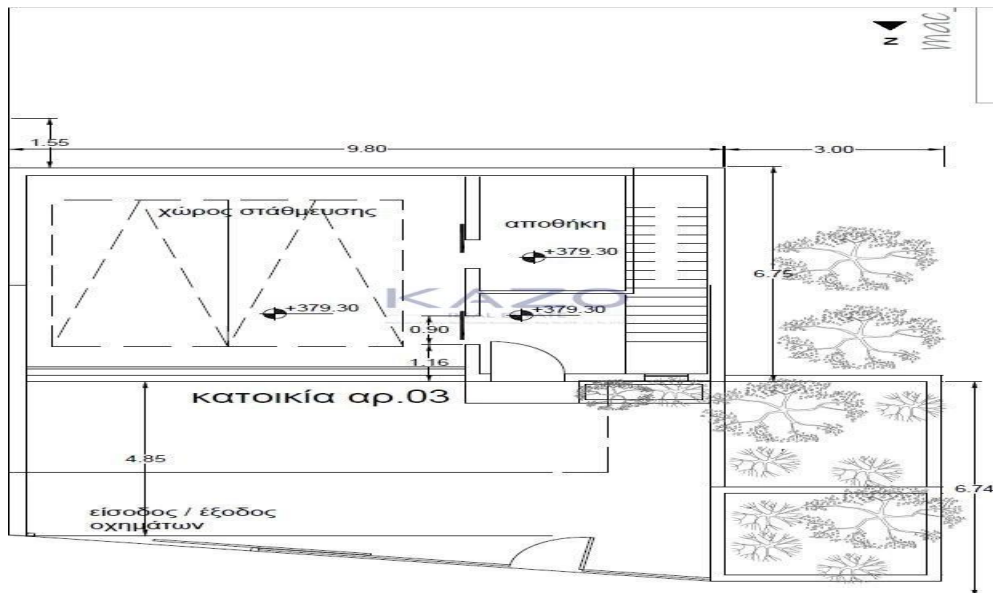 N
mac.
1.55
9.80
3.00
χώρος στάθμευσης
αποθήκη
+379.30
6.75
KAZO
+379.30
+379.30
0.90
1.16
κατοικία αρ.03
4.85
6.74
είσοδος / έξοδος
οχημάτων